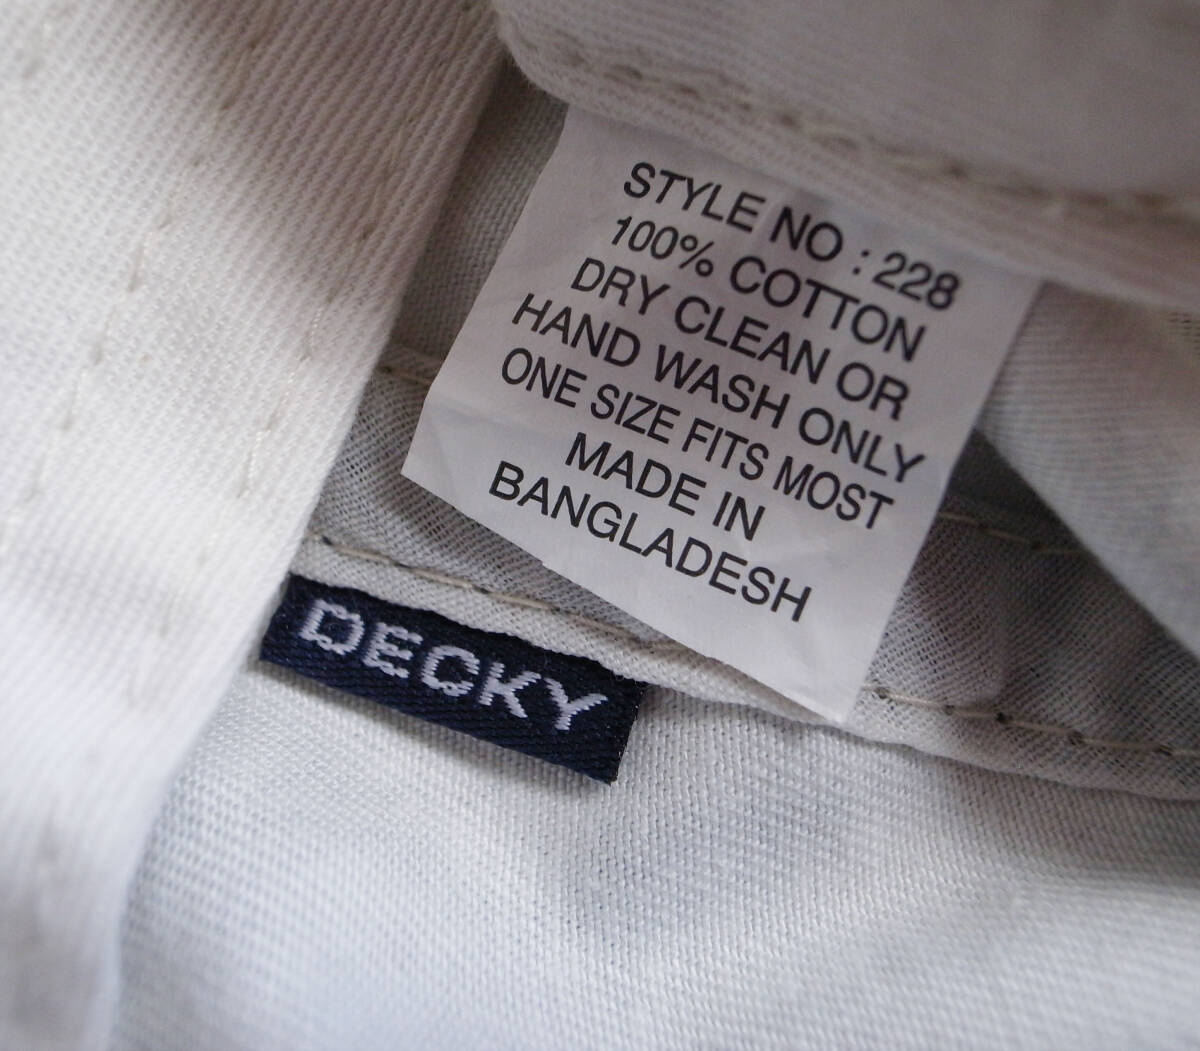 STYLE NO : 228
100% COTTON
DRY CLEAN OR
HAND WASH ONLY
ONE SIZE FITS MOST
MADE IN
BANGLADESH
DECKY